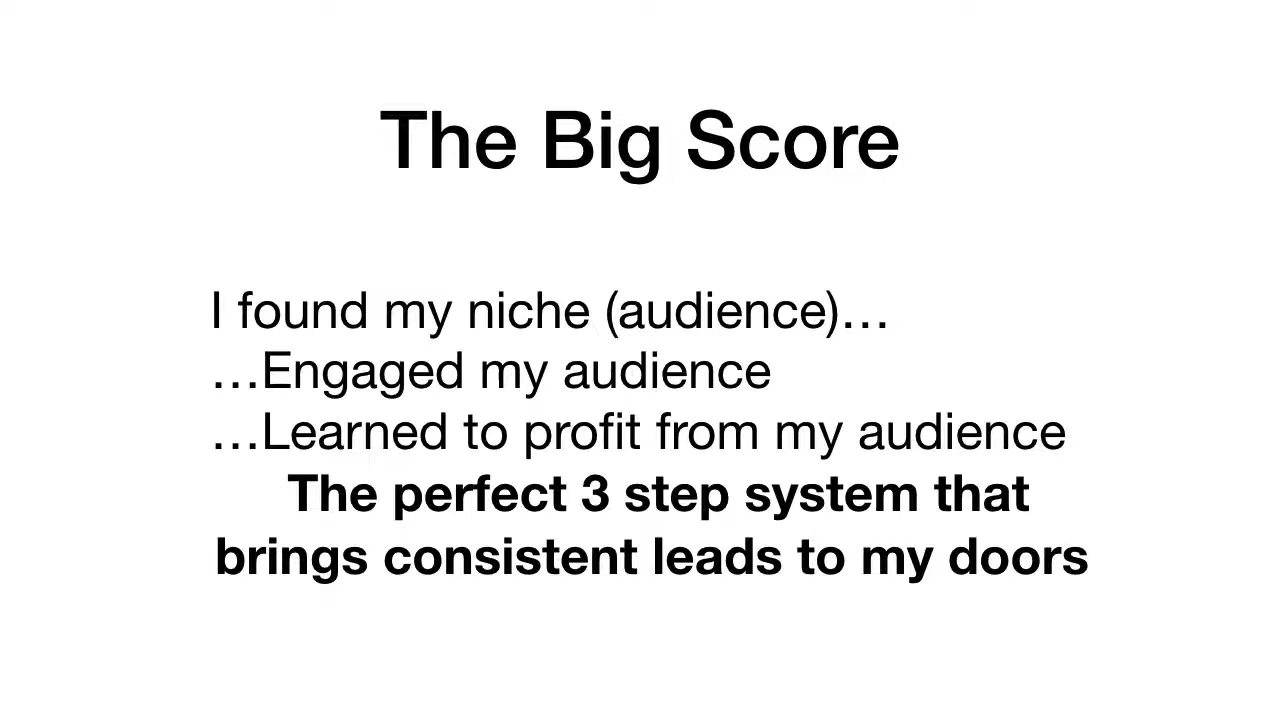 The Big Score
I found my niche (audience)…
…Engaged my audience
…Learned to profit from my audience
The perfect 3 step system that
brings consistent leads to my doors